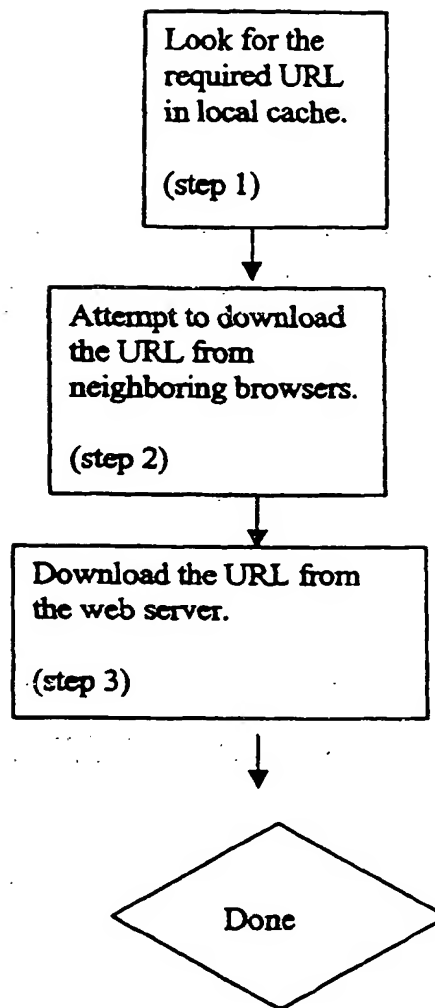 Look for the
required URL
in local cache.
(step 1)
Attempt to download
the URL from
neighboring browsers.
(step 2)
Download the URL from
the web server.
(step 3)
Done